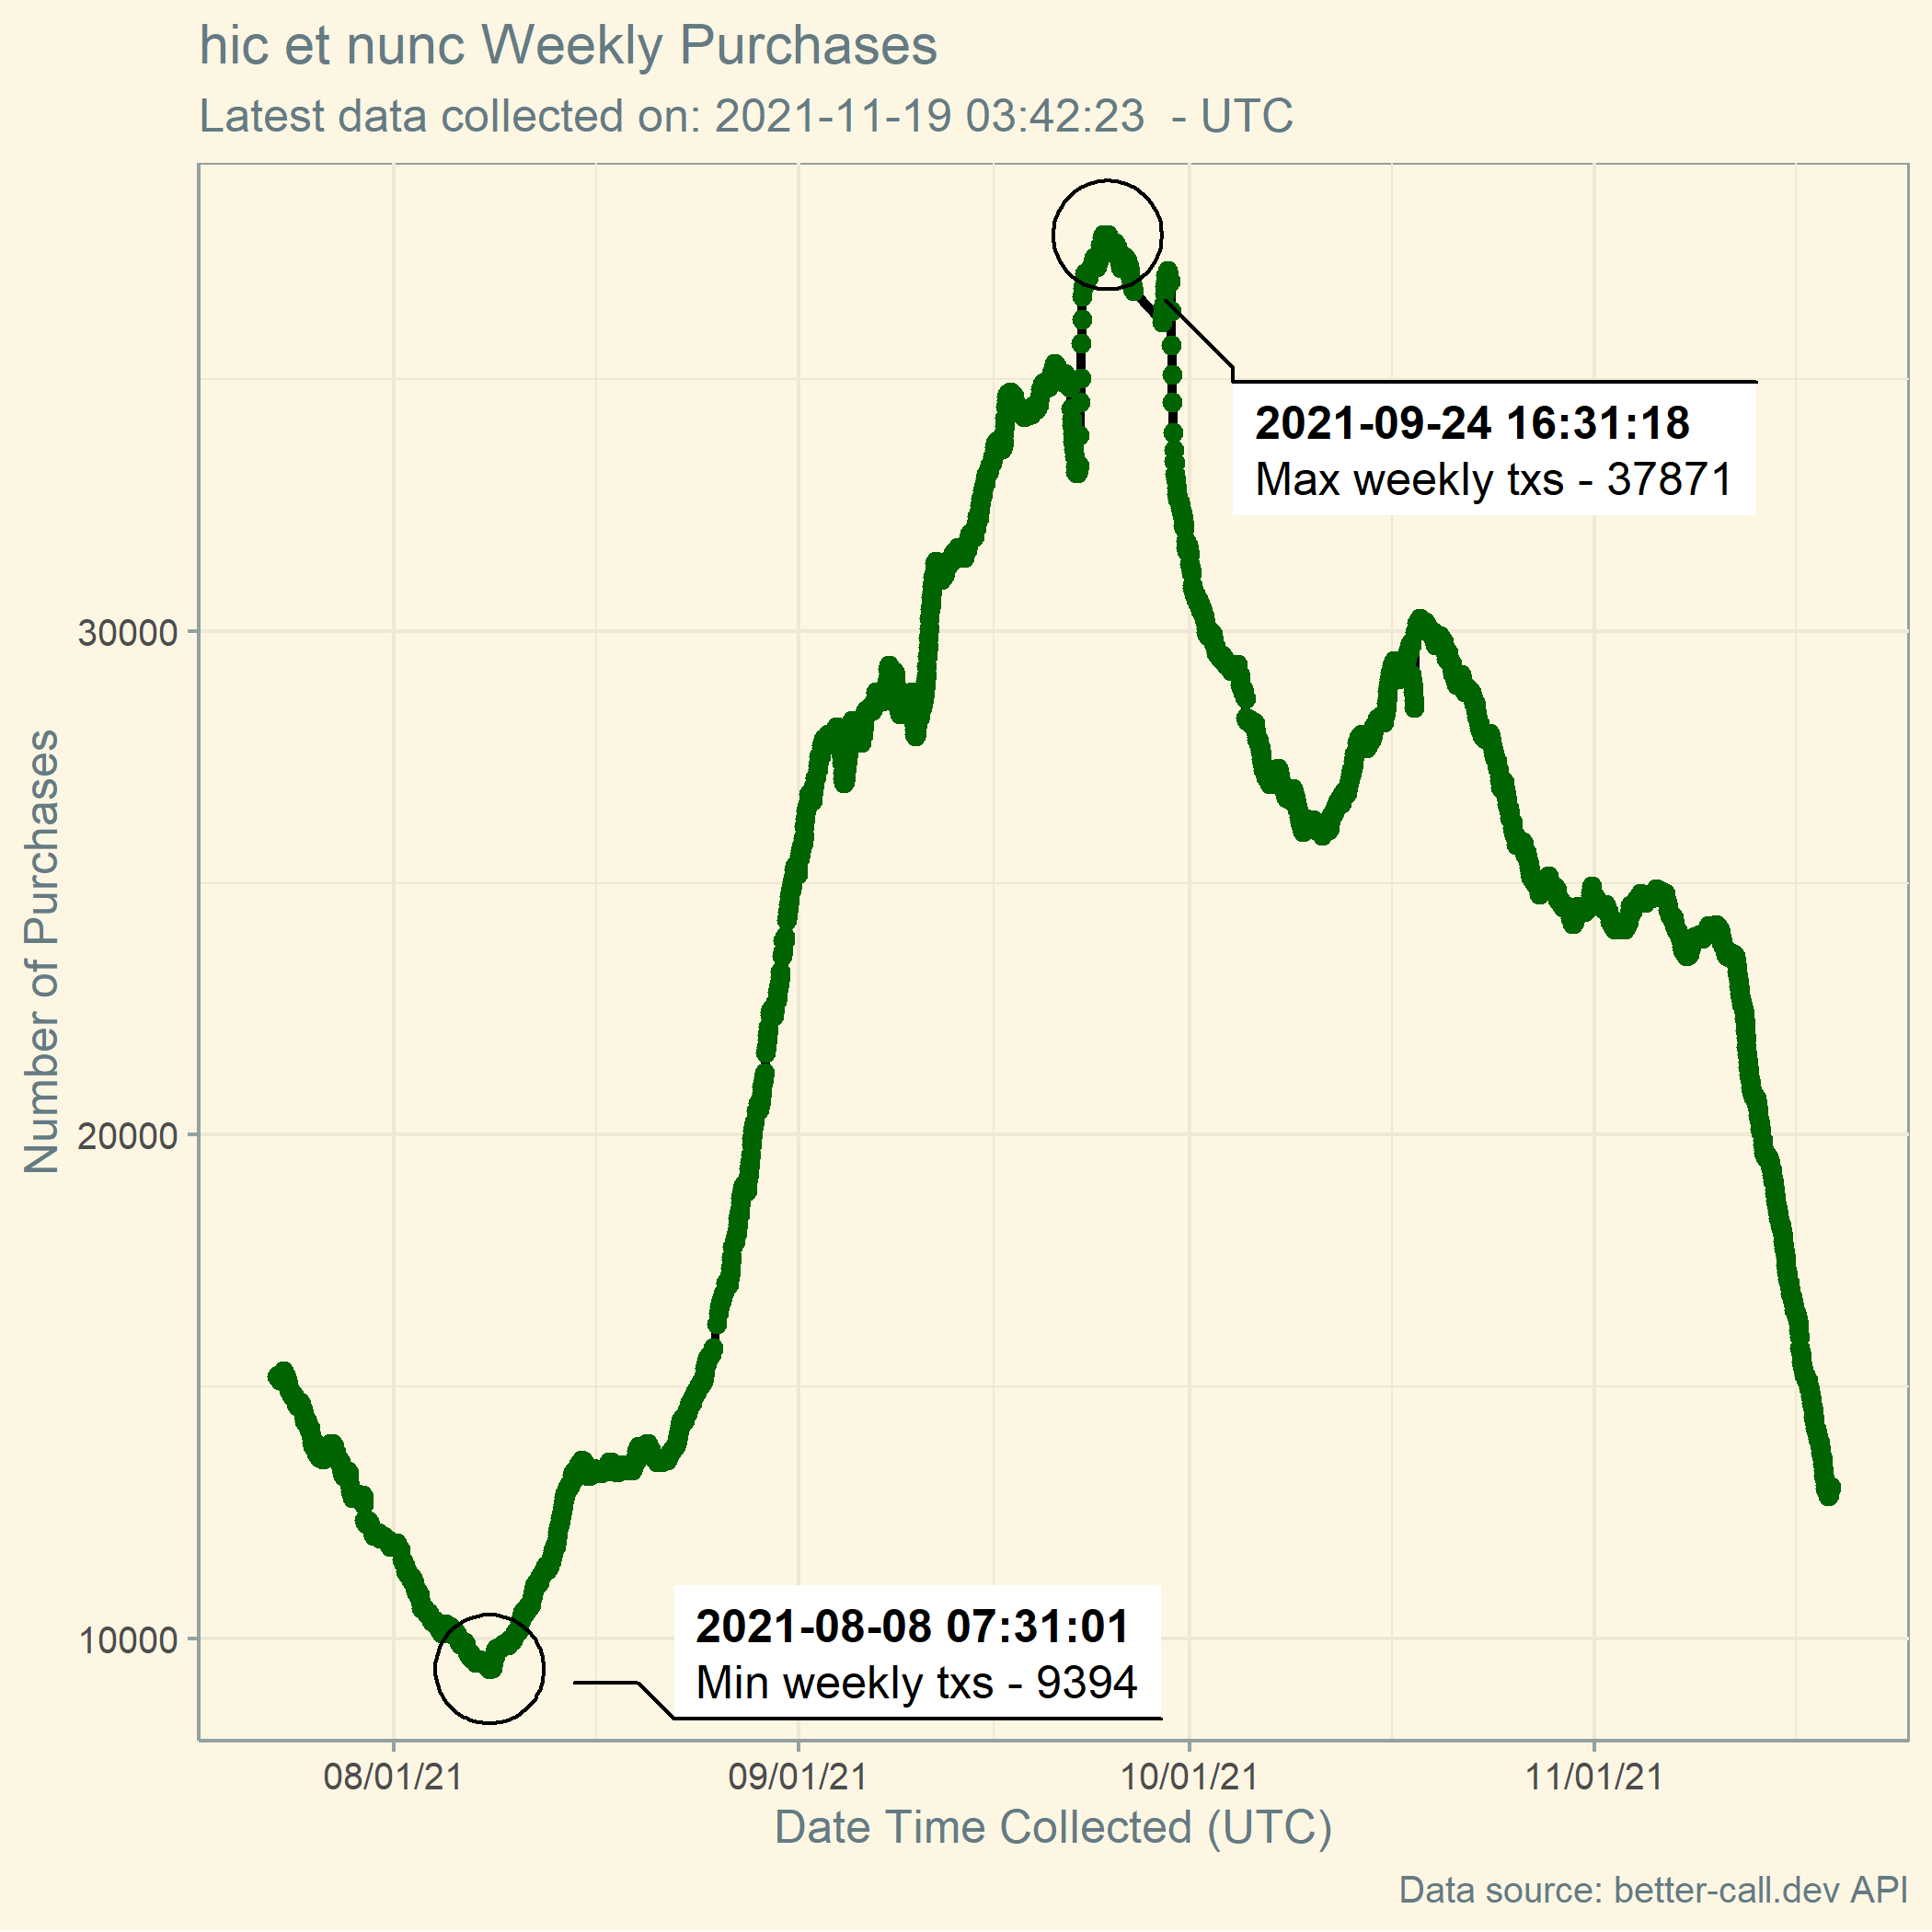 hic et nunc Weekly Purchases
Latest data collected on: 2021-11-19 03:42:23  - UTC
Number of Purchases
30000
20000
10000
2021-09-24 16:31:18
Max weekly txs - 37871
2021-08-08 07:31:01
Min weekly txs - 9394
08/01/21
09/01/21
10/01/21
11/01/21
Date Time Collected (UTC)
Data source: better-call.dev API